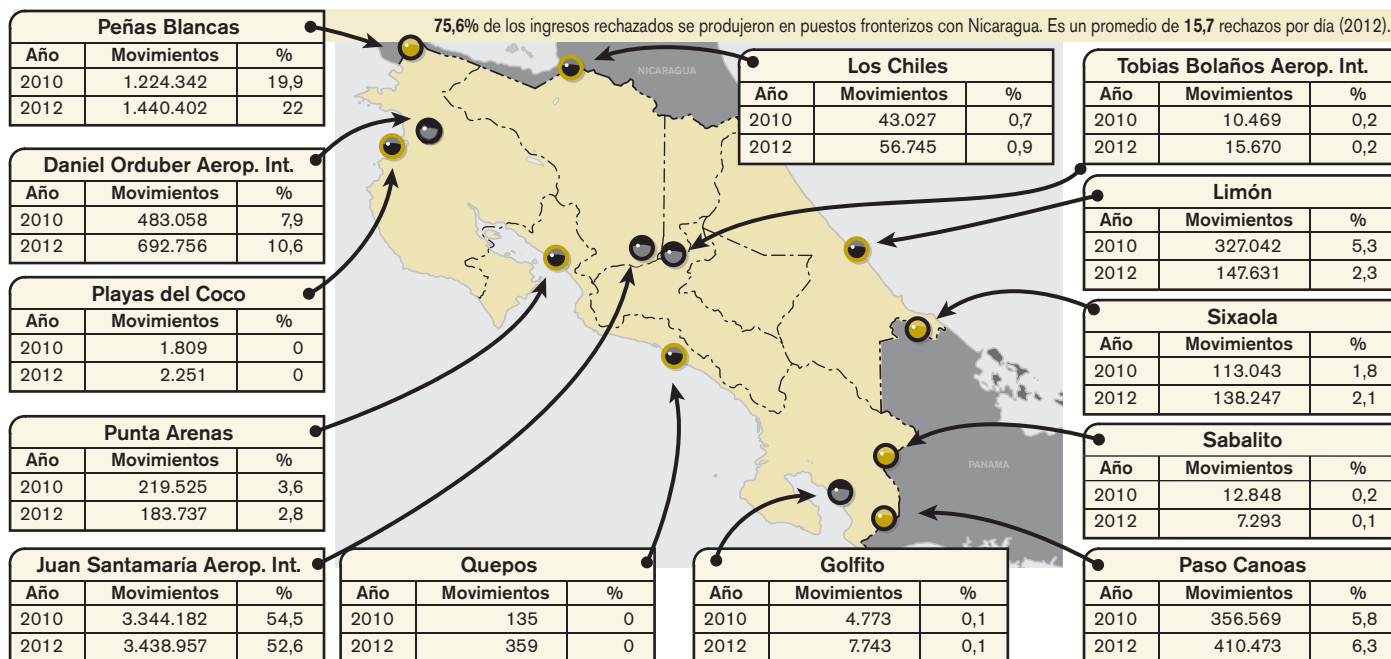 75,6% de los ingresos rechazados se produjeron en puestos fronterizos con Nicaragua. Es un promedio de 15,7 rechazos por día (2012).
Peñas Blancas
Año Movimientos %
2010 1.224.342 19,9
2012 1.440.402 22
Daniel Orduber Aerop. Int.
Año Movimientos %
2010 483.058 7,9
2012 692.756 10,6
Playas del Coco
Año Movimientos %
2010 1.809 0
2012 2.251 0
Punta Arenas
Año Movimientos %
2010 219.525 3,6
2012 183.737 2,8
Juan Santamaría Aerop. Int.
Año Movimientos %
2010 3.344.182 54,5
2012 3.438.957 52,6
NICARAGUA
Los Chiles
Año Movimientos %
2010 43.027 0,7
2012 56.745 0,9
PANAMA
Quepos
Año Movimientos %
2010 135 0
2012 359 0
Golfito
Año Movimientos %
2010 4.773 0,1
2012 7.743 0,1
Tobias Bolaños Aerop. Int.
Año Movimientos %
2010 10.469 0,2
2012 15.670 0,2
Limón
Año Movimientos %
2010 327.042 5,3
2012 147.631 2,3
Sixaola
Año Movimientos %
2010 113.043 1,8
2012 138.247 2,1
Sabalito
Año Movimientos %
2010 12.848 0,2
2012 7.293 0,1
Paso Canoas
Año Movimientos %
2010 356.569 5,8
2012 410.473 6,3